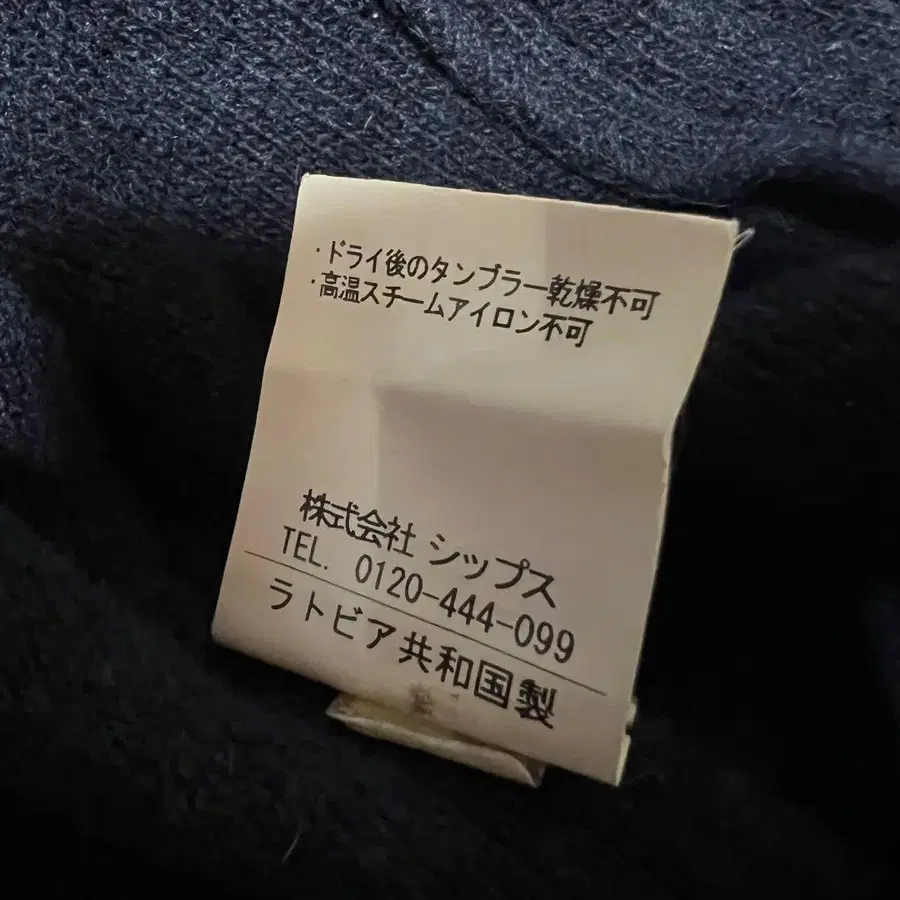 ・ドライ後のタンブラー乾燥不可
・高温スチームアイロン不可
株式会社 シップス
TEL. 0120-444-099
ラトビア共和国製